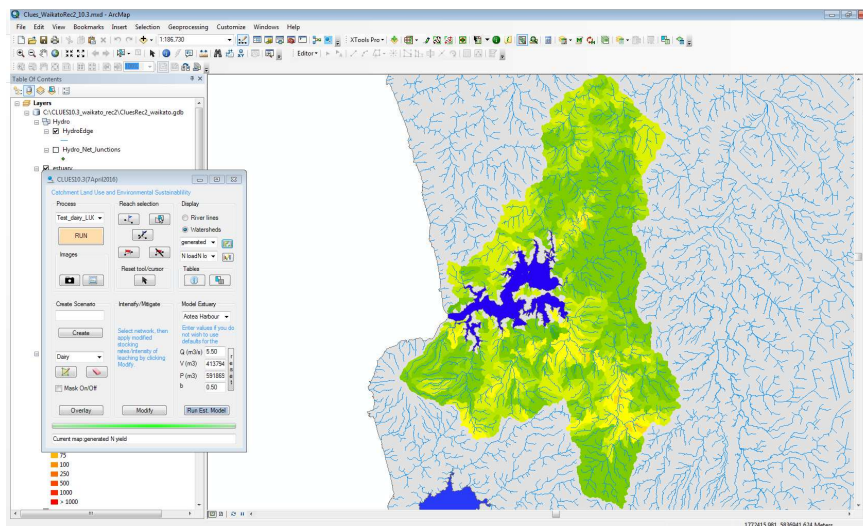 Clues_WaikatoRec2_10.3.mxd - ArcMap
File Edit View Bookmarks Insert Selection Geoprocessing Customize Windows Help
1:186,730
XTools Pro
Editor
Table Of Contents
Layers
C:\CLUES10.3_waikato_rec2\CluesRec2_waikato.gdb
Hydro
HydroEdge
Hydro_Net_Junctions
estuary
CLUES10.3(7April2016)
Catchment Land Use and Environmental Sustainability
Process
Reach selection
Display
Test_dairy_LUC
River lines
RUN
Watersheds
generated
Images
N loadN lo
Reset tool/cursor
Tables
Create Scenario
Intensify/Mitigate
Model Estuary
Aotea Harbour
Create
Select network, then
apply modified
stocking
rates/intensity of
leaching by clicking
Modify
Enter values if you do
not wish to use
defaults for the
Dairy
Q (m3/s) 5.50
V (m3) 413794
P (m3) 591865
b 0.50
reset
Mask On/Off
Overlay
Modify
Run Est. Model
Current map:generated N yield
75
100
250
500
1000
> 1000
1772415.981 5836941.674 Meters